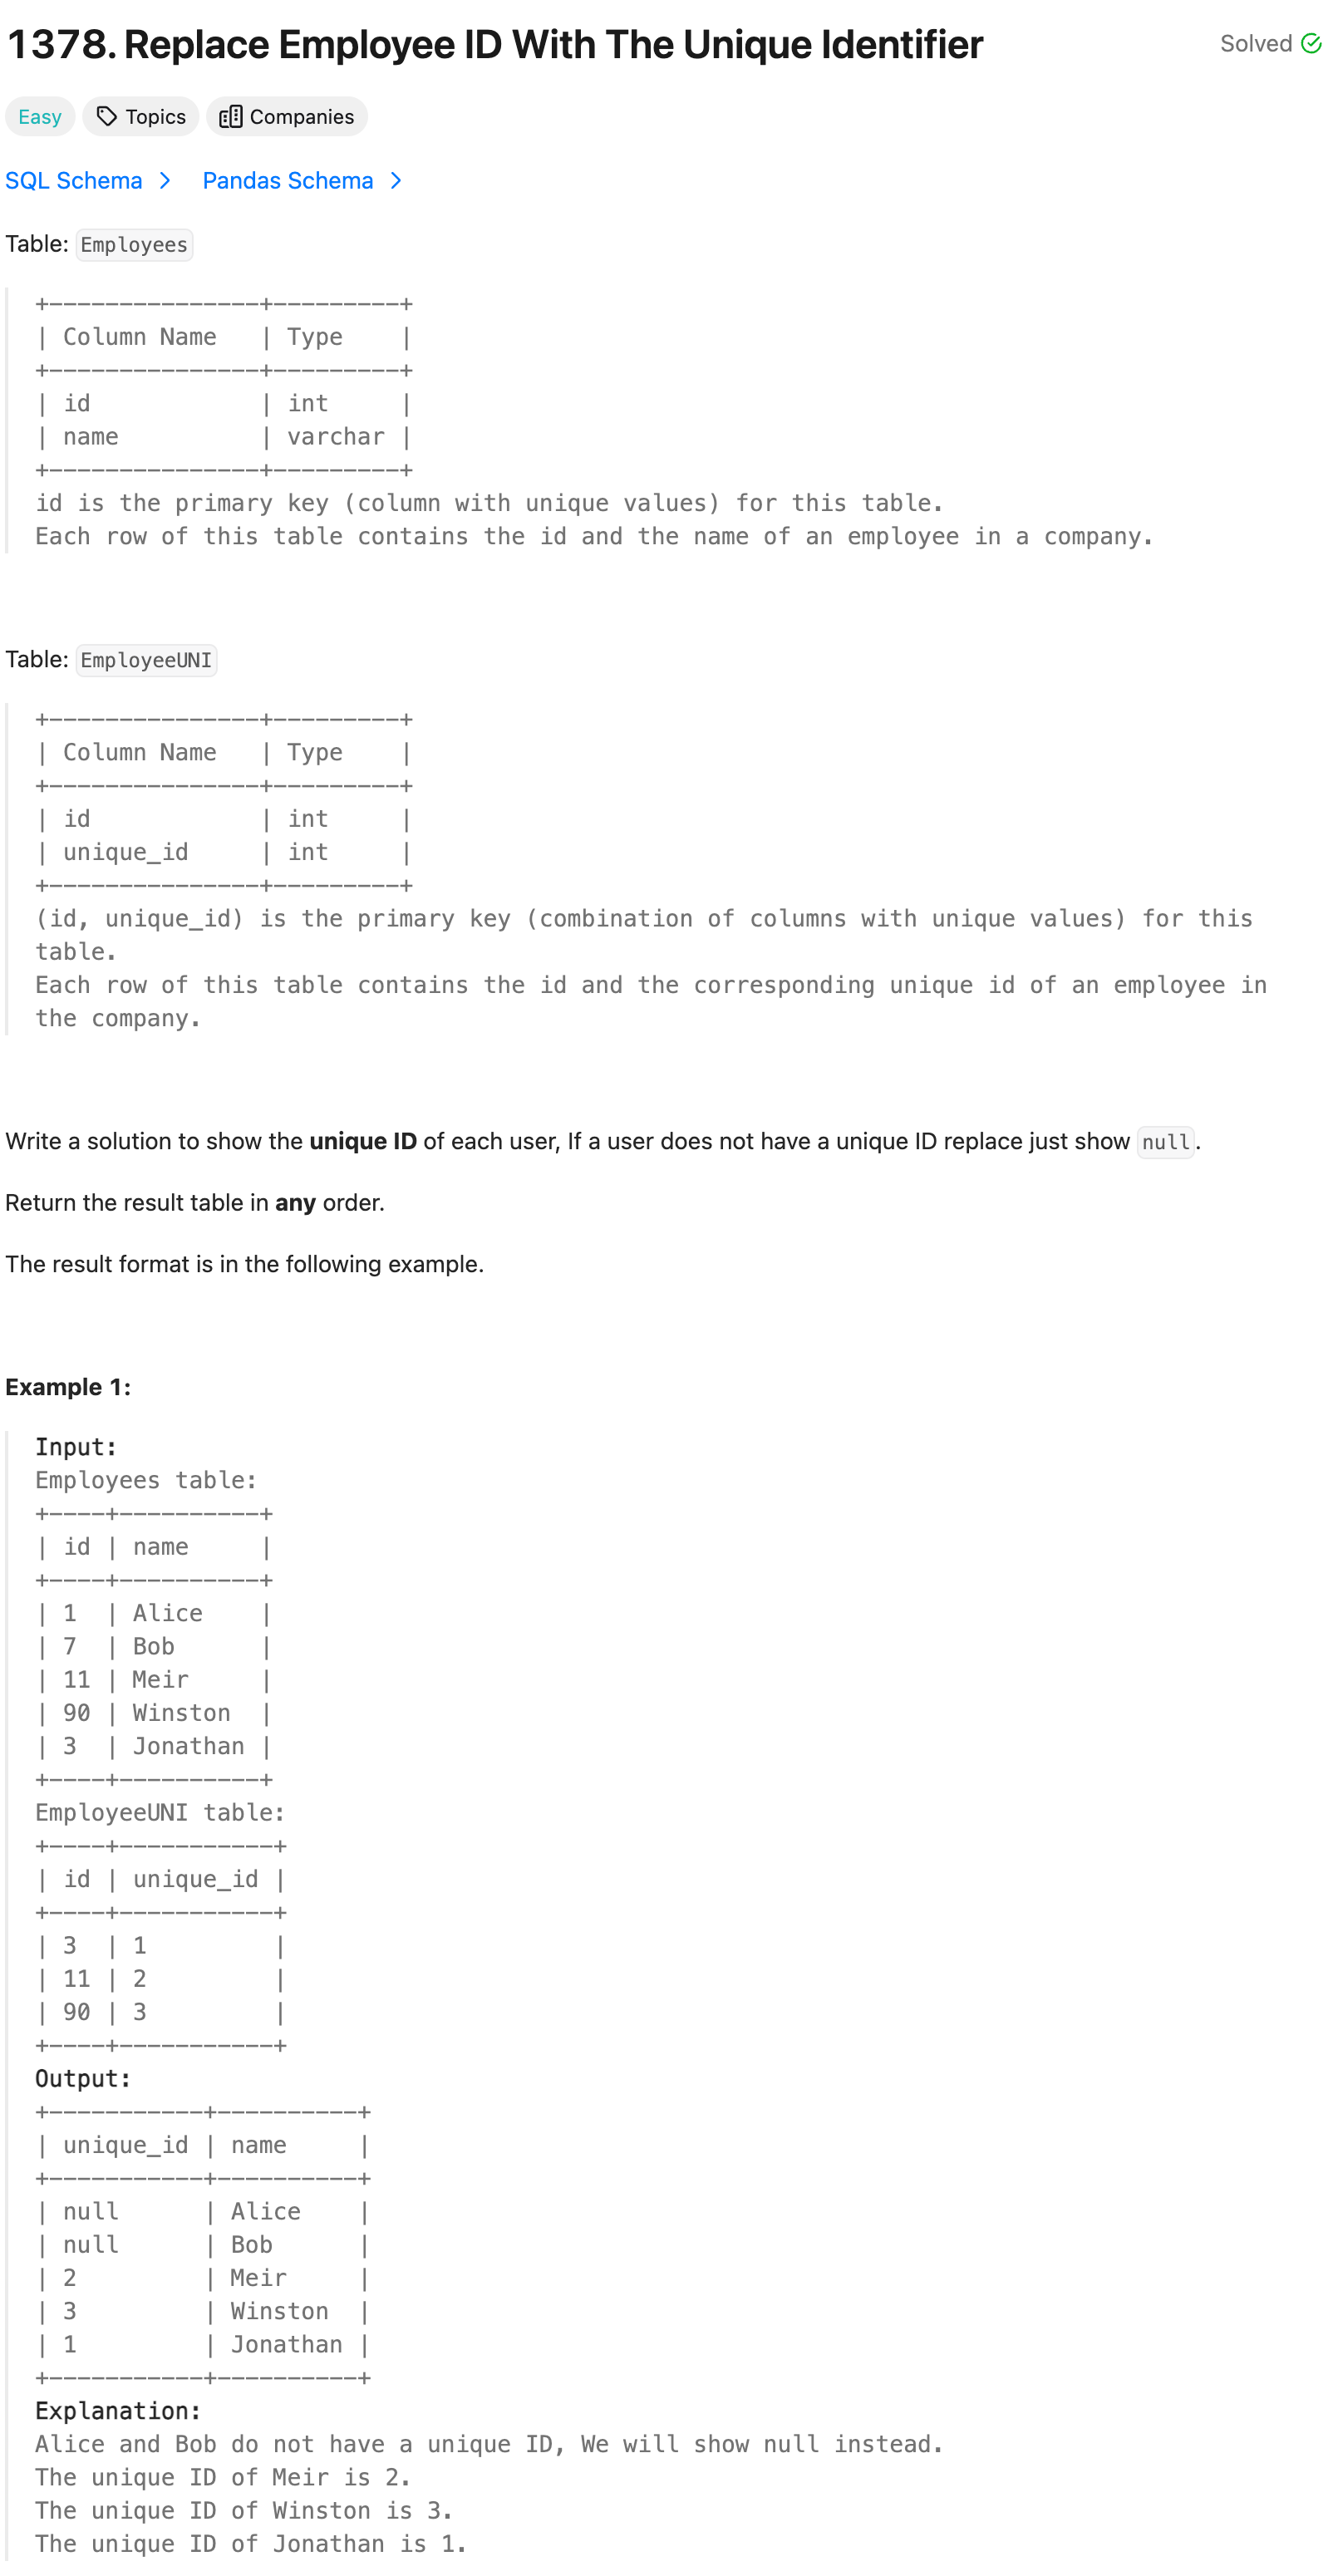 1378. Replace Employee ID With The Unique Identifier
Solved
Easy
Topics
Companies
SQL Schema
Pandas Schema
Table: Employees
+---------------+---------+
| Column Name   | Type    |
+---------------+---------+
| id            | int     |
| name          | varchar |
+---------------+---------+
id is the primary key (column with unique values) for this table.
Each row of this table contains the id and the name of an employee in a company.
Table: EmployeeUNI
+---------------+---------+
| Column Name   | Type    |
+---------------+---------+
| id            | int     |
| unique_id     | int     |
+---------------+---------+
(id, unique_id) is the primary key (combination of columns with unique values) for this
table.
Each row of this table contains the id and the corresponding unique id of an employee in
the company.
Write a solution to show the unique ID of each user, If a user does not have a unique ID replace just show null.
Return the result table in any order.
The result format is in the following example.
Example 1:
Input:
Employees table:
+----+----------+
| id | name     |
+----+----------+
| 1  | Alice    |
| 7  | Bob      |
| 11 | Meir     |
| 90 | Winston  |
| 3  | Jonathan |
+----+----------+
EmployeeUNI table:
+----+-----------+
| id | unique_id |
+----+-----------+
| 3  | 1         |
| 11 | 2         |
| 90 | 3         |
+----+-----------+
Output:
+-----------+----------+
| unique_id | name     |
+-----------+----------+
| null      | Alice    |
| null      | Bob      |
| 2         | Meir     |
| 3         | Winston  |
| 1         | Jonathan |
+-----------+----------+
Explanation:
Alice and Bob do not have a unique ID, We will show null instead.
The unique ID of Meir is 2.
The unique ID of Winston is 3.
The unique ID of Jonathan is 1.